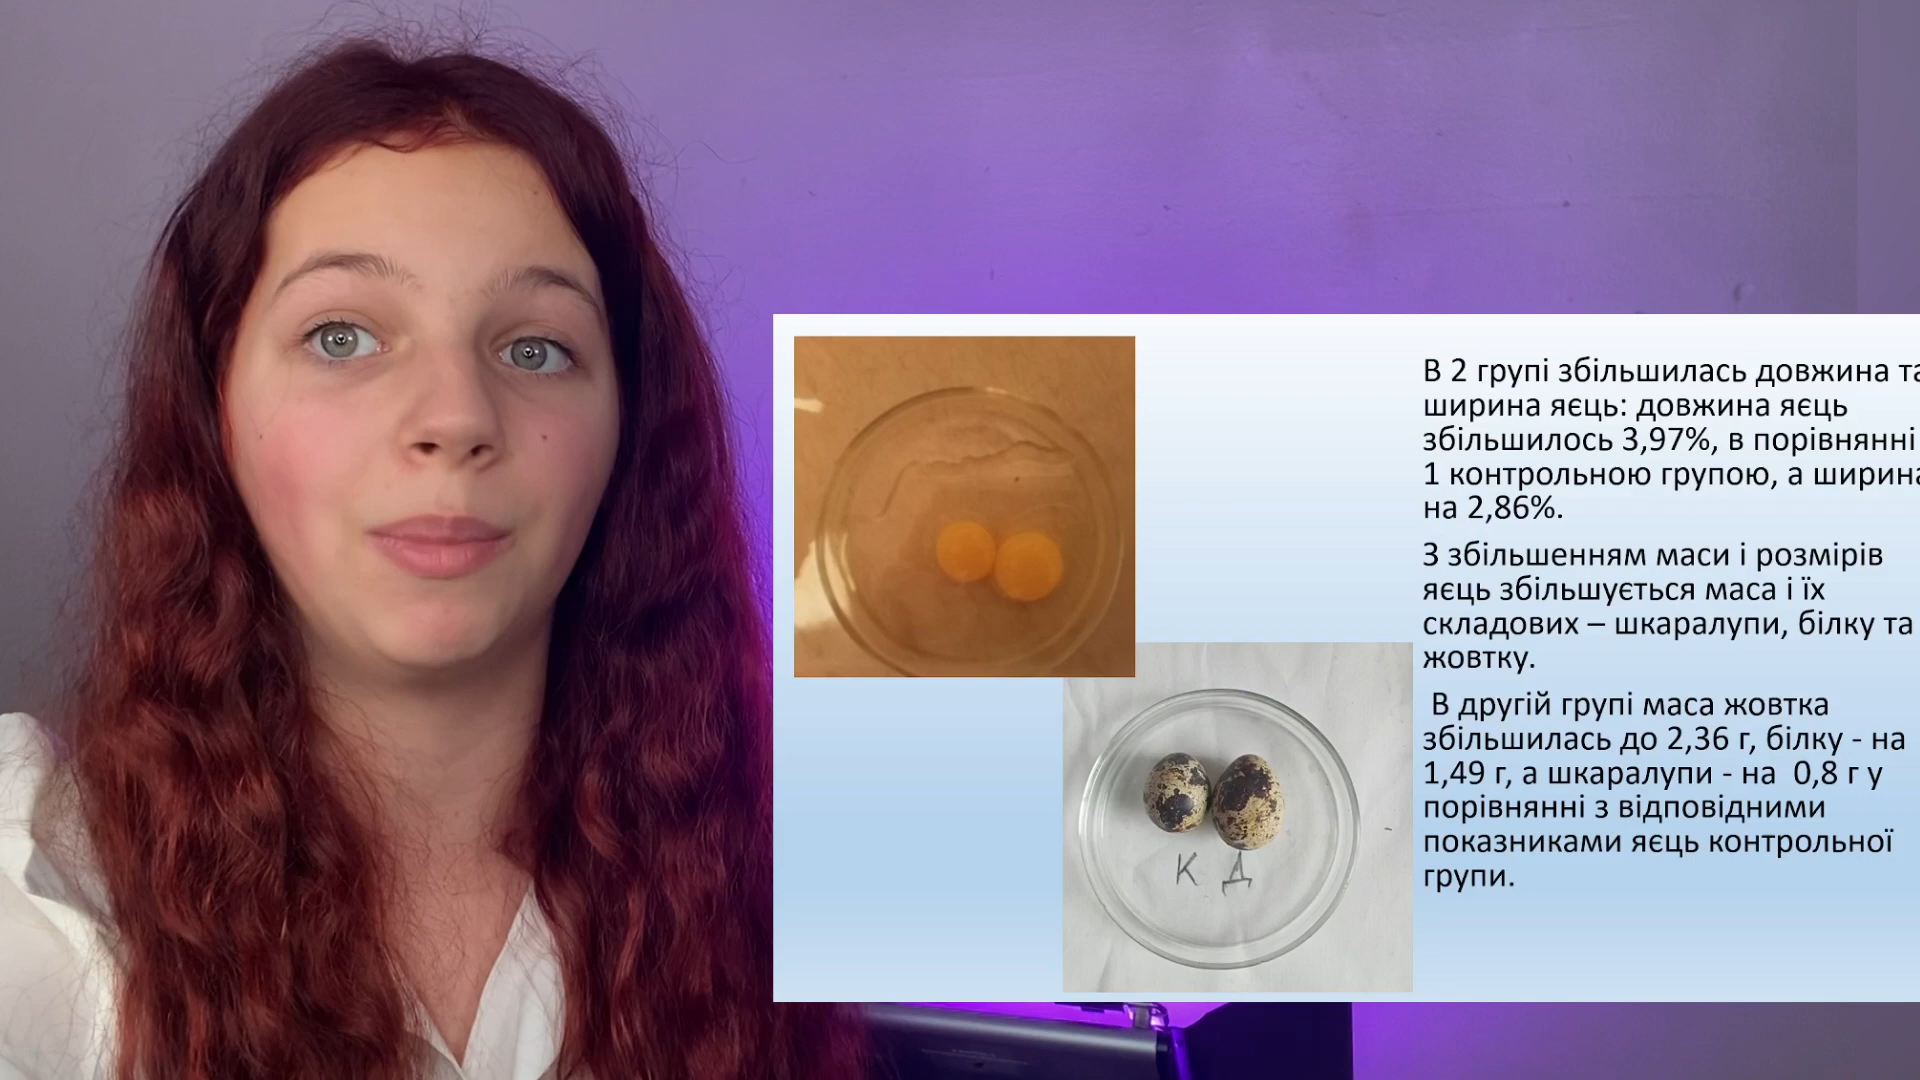 В 2 групі збільшилась довжина та
ширина яєць: довжина яєць
збільшилось 3,97%, в порівнянні
1 контрольною групою, а ширина
на 2,86%.
З збільшенням маси і розмірів
яєць збільшується маса і їх
складових – шкаралупи, білку та
жовтку.
В другій групі маса жовтка
збільшилась до 2,36 г, білку - на
1,49 г, а шкаралупи - на 0,8 г у
порівнянні з відповідними
показниками яєць контрольної
групи.
К Д